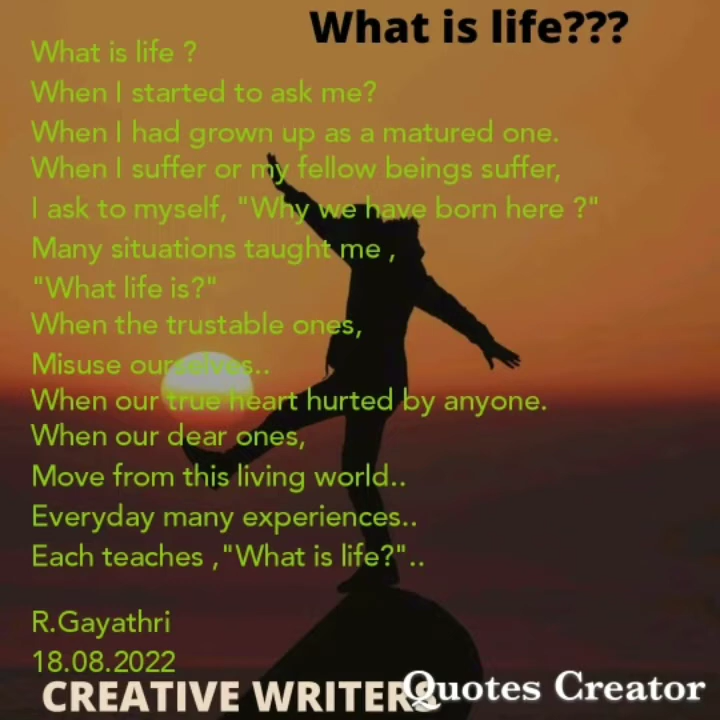 What is life???
What is life ?
When I started to ask me?
When I had grown up as a matured one.
When I suffer or my fellow beings suffer,
I ask to myself, "Why we have born here ?"
Many situations taught me ,
"What life is?"
When the trustable ones,
Misuse ourselves..
When our true heart hurted by anyone.
When our dear ones,
Move from this living world..
Everyday many experiences..
Each teaches ,"What is life?"..
R.Gayathri
18.08.2022
CREATIVE WRITERS
Quotes Creator